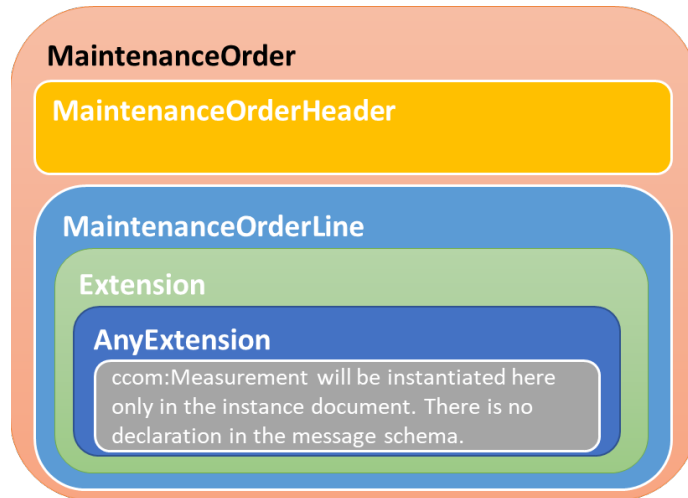 MaintenanceOrder
MaintenanceOrderHeader
MaintenanceOrderLine
Extension
AnyExtension
ccom:Measurement will be instantiated here
only in the instance document. There is no
declaration in the message schema.